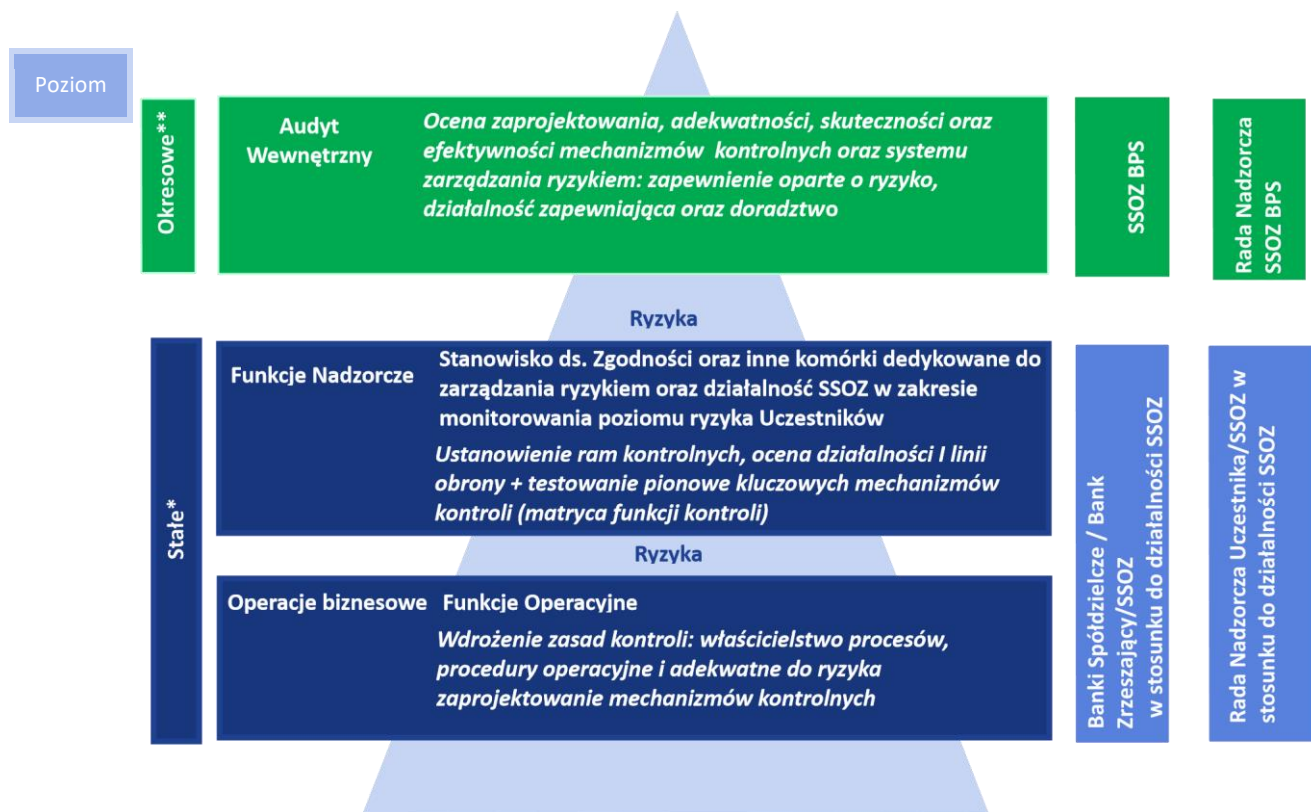 Poziom
Okresowe**
Audyt
Wewnętrzny
Ocena zaprojektowania, adekwatności, skuteczności oraz
efektywności mechanizmów kontrolnych oraz systemu
zarządzania ryzykiem: zapewnienie oparte o ryzyko,
działalność zapewniająca oraz doradztwo
SSOZ BPS
Rada Nadzorcza
SSOZ BPS
Ryzyka
Stałe*
Funkcje Nadzorcze
Stanowisko ds. Zgodności oraz inne komórki dedykowane do
zarządzania ryzykiem oraz działalność SSOZ w zakresie
monitorowania poziomu ryzyka Uczestników
Ustanowienie ram kontrolnych, ocena działalności I linii
obrony + testowanie pionowe kluczowych mechanizmów
kontroli (matryca funkcji kontroli)
Ryzyka
Operacje biznesowe
Funkcje Operacyjne
Wdrożenie zasad kontroli: właścicielstwo procesów,
procedury operacyjne i adekwatne do ryzyka
zaprojektowanie mechanizmów kontrolnych
Banki Spółdzielcze / Bank
Zrzeszający/SSOZ
w stosunku do działalności SSOZ
Rada Nadzorcza Uczestnika/SSOZ w
stosunku do działalności SSOZ